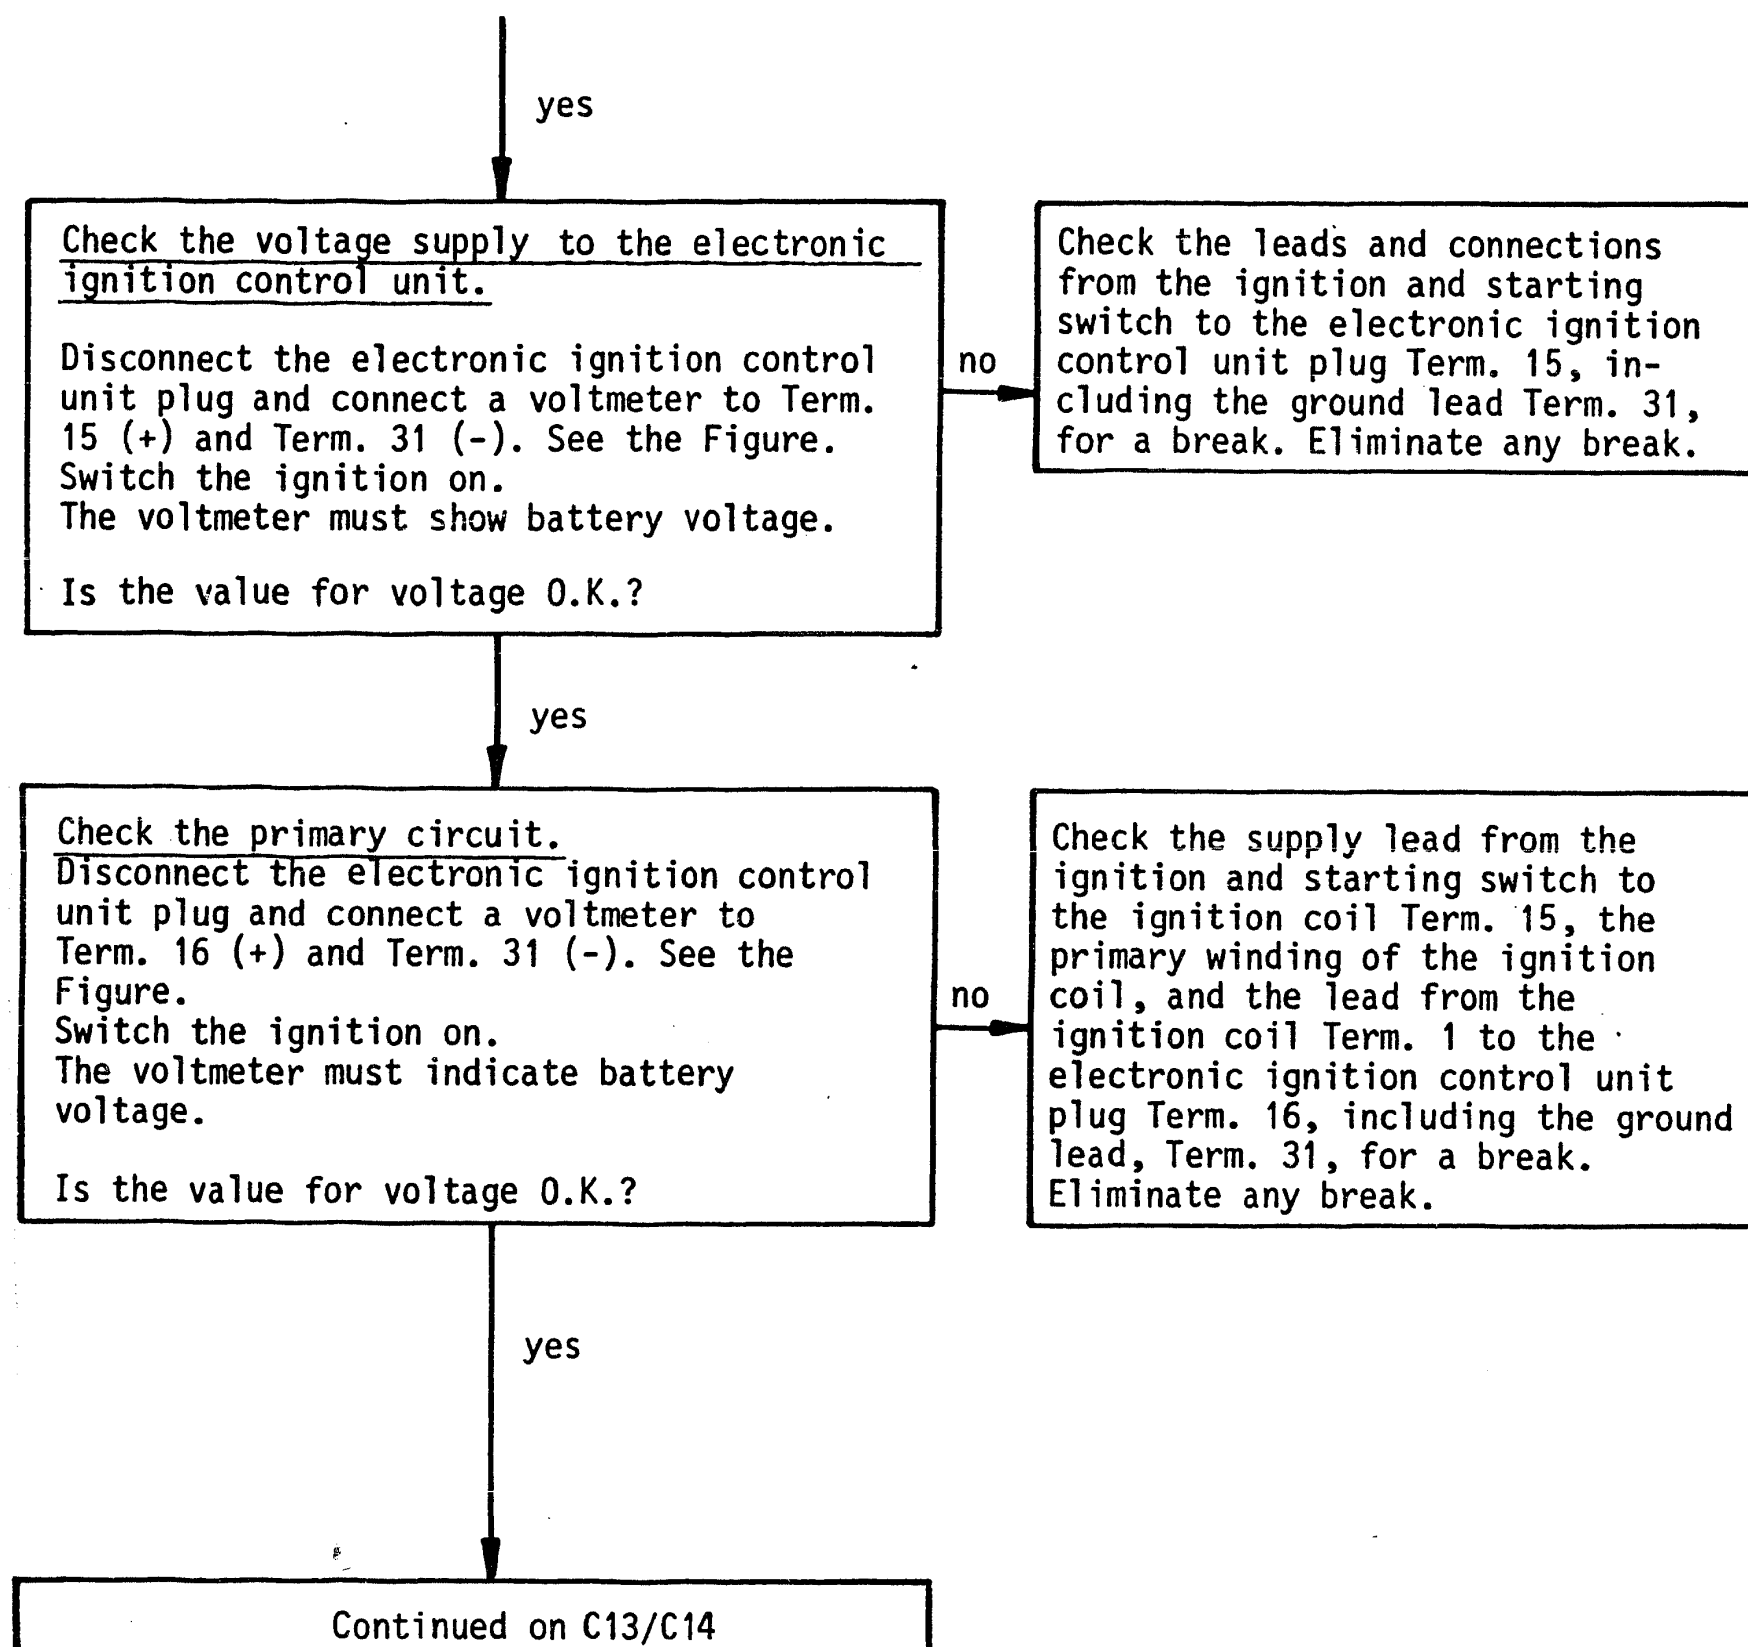 yes
Check the voltage supply to the electronic
ignition control unit.
Disconnect the electronic ignition control
unit plug and connect a voltmeter to Term.
15 (+) and Term. 31 (-). See the Figure.
Switch the ignition on.
The voltmeter must show battery voltage.
Is the value for voltage O.K.?
no
Check the leads and connections
from the ignition and starting
switch to the electronic ignition
control unit plug Term. 15, in-
cluding the ground lead Term. 31,
for a break. Eliminate any break.
yes
Check the primary circuit.
Disconnect the electronic ignition control
unit plug and connect a voltmeter to
Term. 16 (+) and Term. 31 (-). See the
Figure.
Switch the ignition on.
The voltmeter must indicate battery
voltage.
Is the value for voltage O.K.?
no
Check the supply lead from the
ignition and starting switch to
the ignition coil Term. 15, the
primary winding of the ignition
coil, and the lead from the
ignition coil Term. 1 to the
electronic ignition control unit
plug Term. 16, including the ground
lead, Term. 31, for a break.
Eliminate any break.
yes
Continued on C13/C14